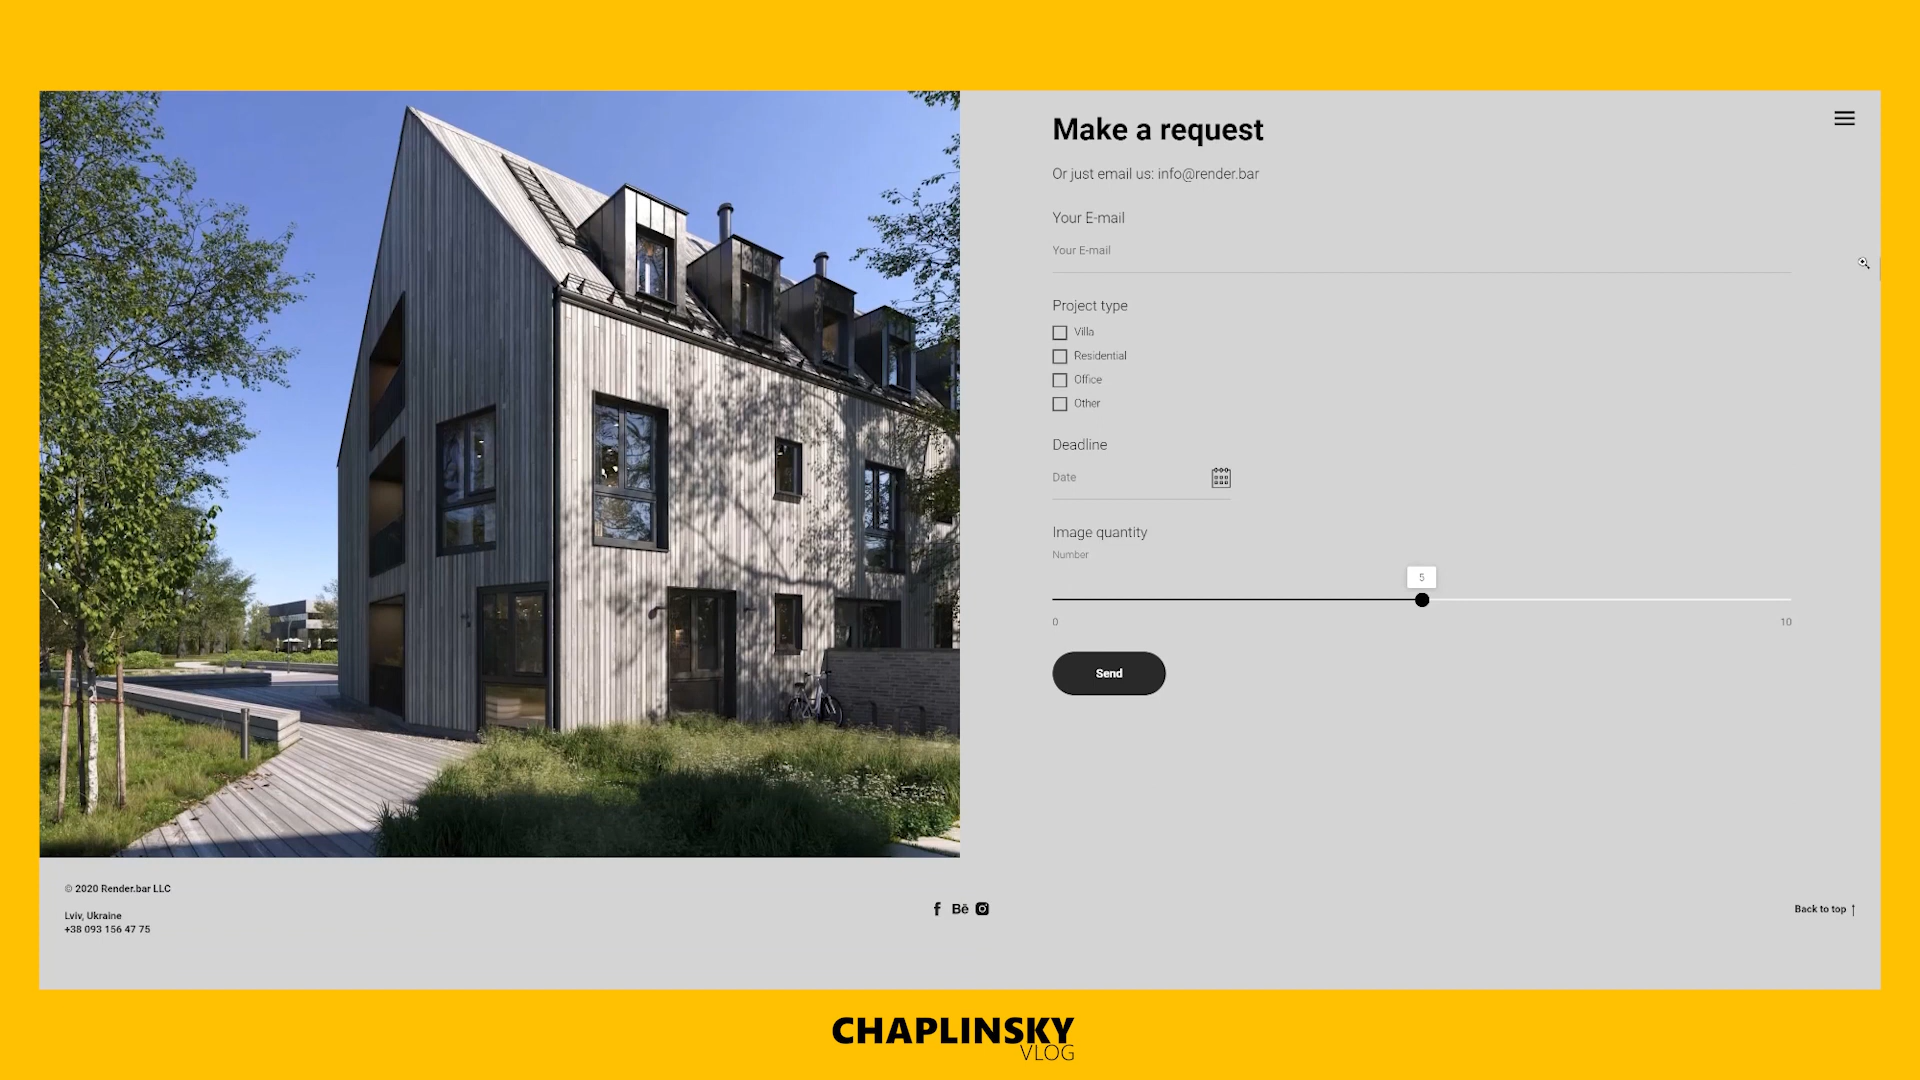 Make a request
Or just email us: info@render.bar
Your E-mail
Your E-mail
Project type
Villa
Residential
Office
Other
Deadline
Date
Image quantity
Number
5
0
10
Send
© 2020 Render.bar LLC
Lviv, Ukraine
+38 093 156 47 75
f Bē
Back to top ↑
CHAPLINSKY
VLOG